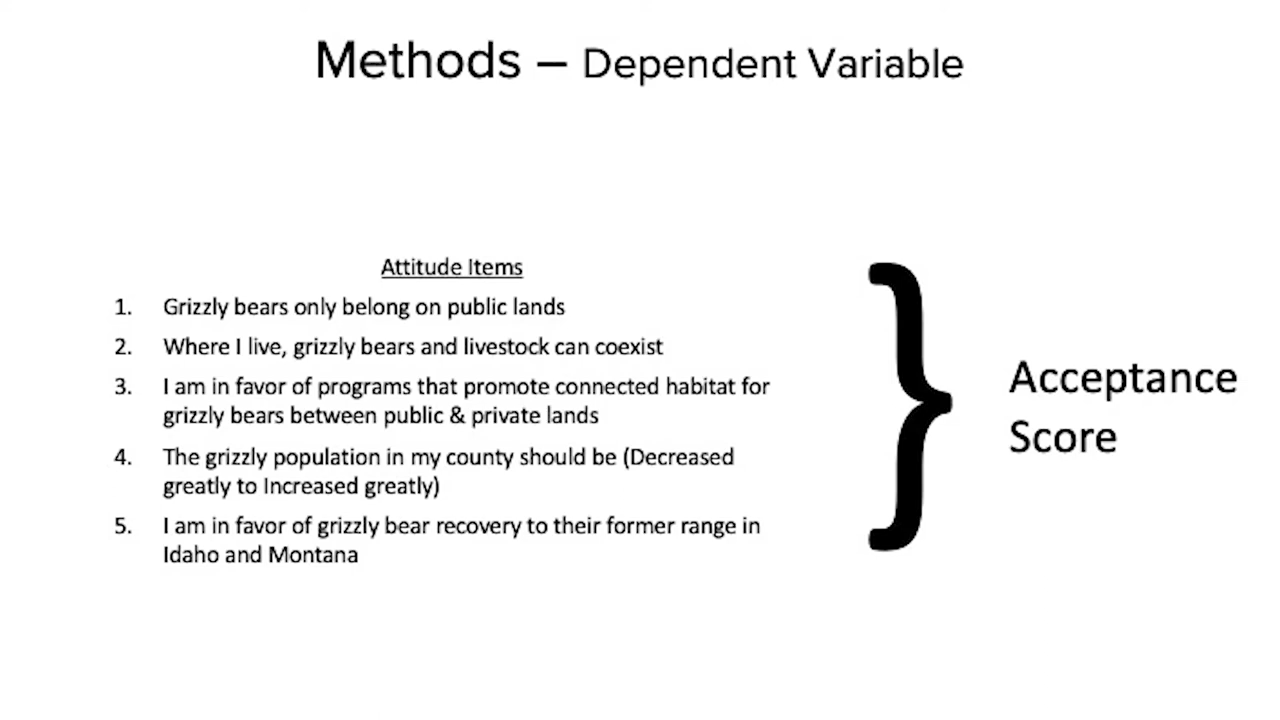 Methods – Dependent Variable
Attitude Items
1. Grizzly bears only belong on public lands
2. Where I live, grizzly bears and livestock can coexist
3. I am in favor of programs that promote connected habitat for
grizzly bears between public & private lands
4. The grizzly population in my county should be (Decreased
greatly to Increased greatly)
5. I am in favor of grizzly bear recovery to their former range in
Idaho and Montana
Acceptance
Score